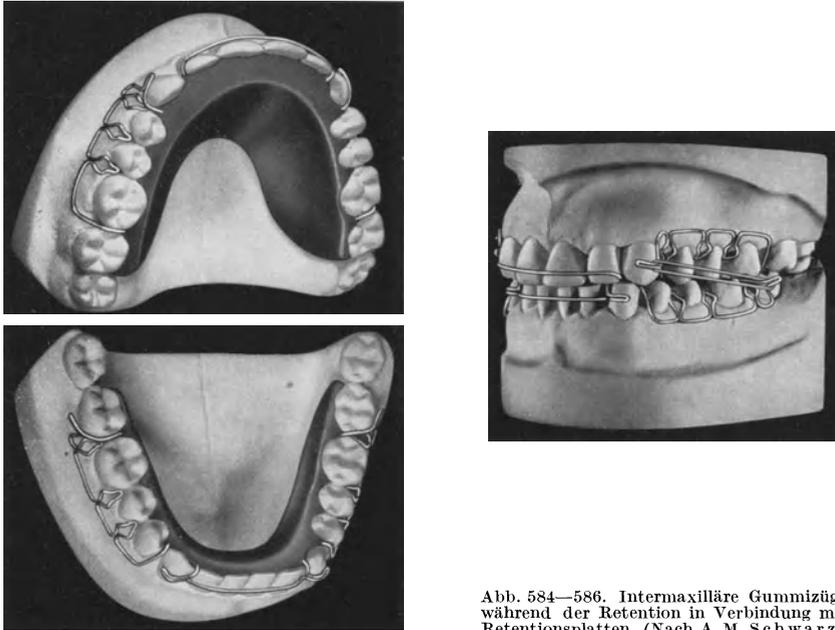 Abb. 584—586. Intermaxilläre Gummizüg
während der Retention in Verbindung m
Retentionsplatten. (Nach A. M. Schwarz